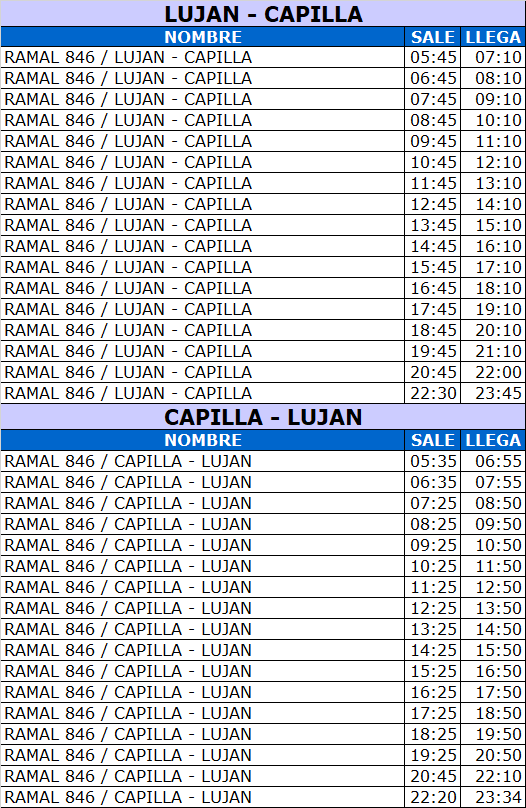 LUJAN - CAPILLA
NOMBRE SALE LLEGA
RAMAL 846 / LUJAN - CAPILLA 05:45 07:10
RAMAL 846 / LUJAN - CAPILLA 06:45 08:10
RAMAL 846 / LUJAN - CAPILLA 07:45 09:10
RAMAL 846 / LUJAN - CAPILLA 08:45 10:10
RAMAL 846 / LUJAN - CAPILLA 09:45 11:10
RAMAL 846 / LUJAN - CAPILLA 10:45 12:10
RAMAL 846 / LUJAN - CAPILLA 11:45 13:10
RAMAL 846 / LUJAN - CAPILLA 12:45 14:10
RAMAL 846 / LUJAN - CAPILLA 13:45 15:10
RAMAL 846 / LUJAN - CAPILLA 14:45 16:10
RAMAL 846 / LUJAN - CAPILLA 15:45 17:10
RAMAL 846 / LUJAN - CAPILLA 16:45 18:10
RAMAL 846 / LUJAN - CAPILLA 17:45 19:10
RAMAL 846 / LUJAN - CAPILLA 18:45 20:10
RAMAL 846 / LUJAN - CAPILLA 19:45 21:10
RAMAL 846 / LUJAN - CAPILLA 20:45 22:00
RAMAL 846 / LUJAN - CAPILLA 22:30 23:45
CAPILLA - LUJAN
NOMBRE SALE LLEGA
RAMAL 846 / CAPILLA - LUJAN 05:35 06:55
RAMAL 846 / CAPILLA - LUJAN 06:35 07:55
RAMAL 846 / CAPILLA - LUJAN 07:25 08:50
RAMAL 846 / CAPILLA - LUJAN 08:25 09:50
RAMAL 846 / CAPILLA - LUJAN 09:25 10:50
RAMAL 846 / CAPILLA - LUJAN 10:25 11:50
RAMAL 846 / CAPILLA - LUJAN 11:25 12:50
RAMAL 846 / CAPILLA - LUJAN 12:25 13:50
RAMAL 846 / CAPILLA - LUJAN 13:25 14:50
RAMAL 846 / CAPILLA - LUJAN 14:25 15:50
RAMAL 846 / CAPILLA - LUJAN 15:25 16:50
RAMAL 846 / CAPILLA - LUJAN 16:25 17:50
RAMAL 846 / CAPILLA - LUJAN 17:25 18:50
RAMAL 846 / CAPILLA - LUJAN 18:25 19:50
RAMAL 846 / CAPILLA - LUJAN 19:25 20:50
RAMAL 846 / CAPILLA - LUJAN 20:45 22:10
RAMAL 846 / CAPILLA - LUJAN 22:20 23:34